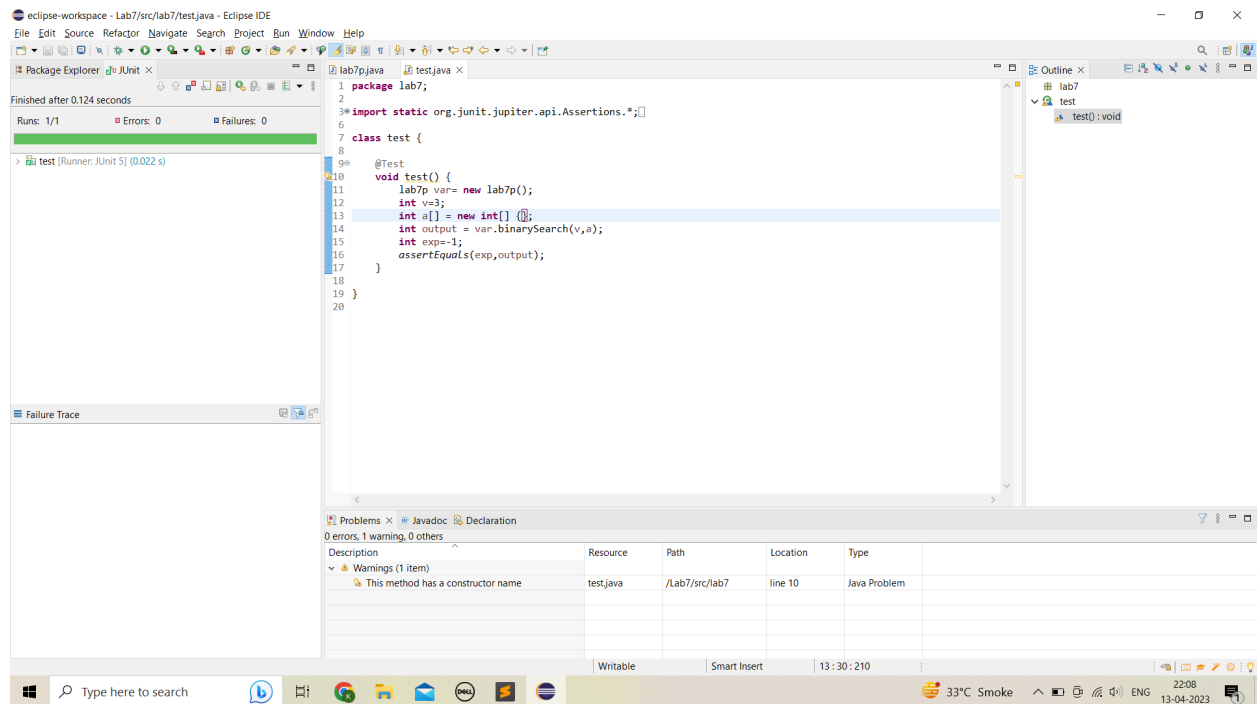 eclipse-workspace - Lab7/src/lab7/test.java - Eclipse IDE
File Edit Source Refactor Navigate Search Project Run Window Help
Package Explorer JUnit
Finished after 0.124 seconds
Runs: 1/1 Errors: 0 Failures: 0
test [Runner: JUnit 5] (0.022 s)
Failure Trace
lab7p.java test.java
1 package lab7;
2
3 import static org.junit.jupiter.api.Assertions.*;
6
7 class test {
8
9 @Test
10 void test() {
11 lab7p var= new lab7p();
12 int v=3;
13 int a[] = new int[] {};
14 int output = var.binarySearch(v,a);
15 int exp=-1;
16 assertEquals(exp,output);
17 }
18
19 }
20
Outline
lab7
test
test() : void
Problems Javadoc Declaration
0 errors, 1 warning, 0 others
Description Resource Path Location Type
Warnings (1 item)
This method has a constructor name test.java /Lab7/src/lab7 line 10 Java Problem
Writable Smart Insert 13 : 30 : 210
Type here to search
DELL
33°C Smoke
ENG
22:08
13-04-2023
1